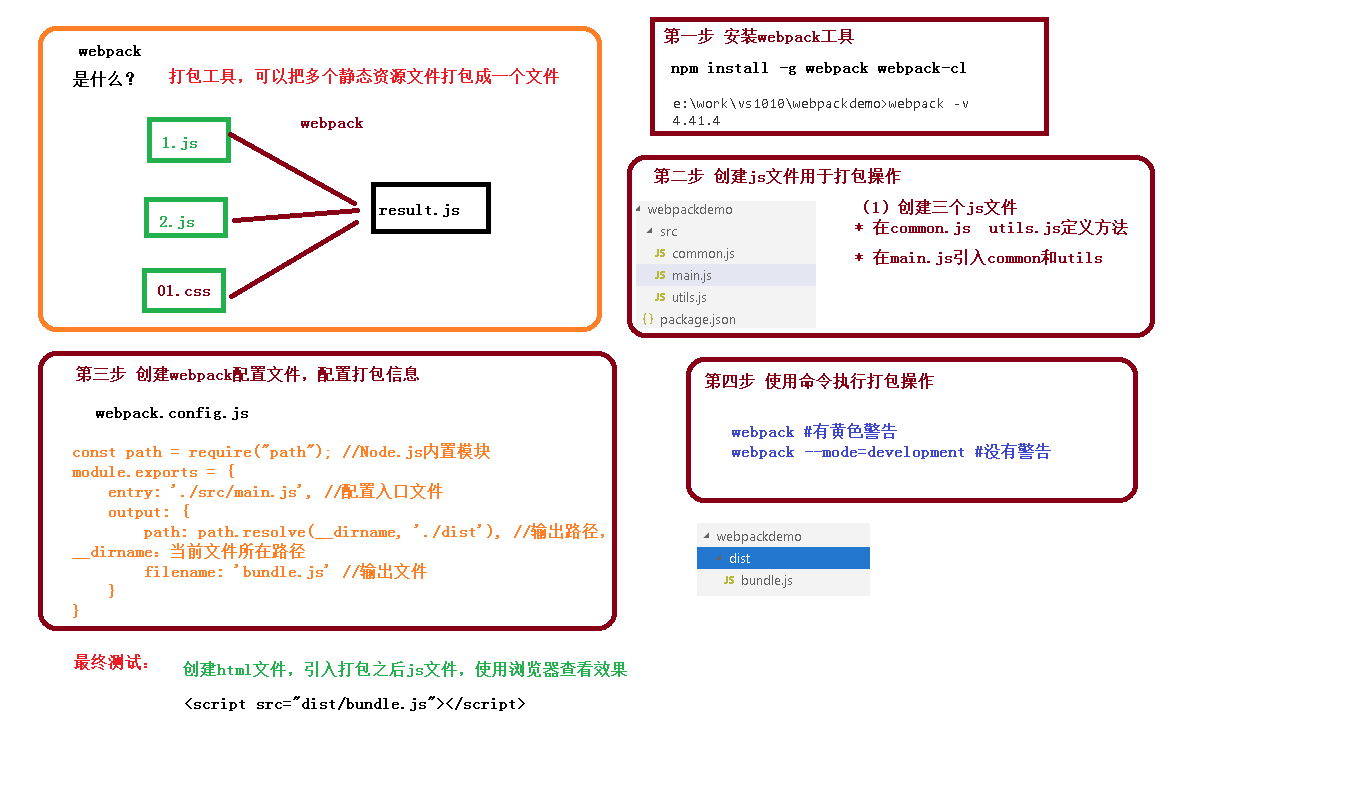 webpack
是什么？
打包工具，可以把多个静态资源文件打包成一个文件
webpack
1.js
2.js
01.css
result.js
第一步 安装webpack工具
npm install -g webpack webpack-cl
e:\work\vs1010\webpackdemo>webpack -v
4.41.4
第二步 创建js文件用于打包操作
webpackdemo
src
JS common.js
JS main.js
JS utils.js
{} package.json
（1）创建三个js文件
* 在common.js utils.js定义方法
* 在main.js引入common和utils
第三步 创建webpack配置文件，配置打包信息
webpack.config.js
const path = require("path"); //Node.js内置模块
module.exports = {
entry: './src/main.js', //配置入口文件
output: {
path: path.resolve(__dirname, './dist'), //输出路径，
__dirname：当前文件所在路径
filename: 'bundle.js' //输出文件
}
}
第四步 使用命令执行打包操作
webpack #有黄色警告
webpack --mode=development #没有警告
webpackdemo
dist
JS bundle.js
最终测试：
创建html文件，引入打包之后js文件，使用浏览器查看效果
<script src="dist/bundle.js"></script>